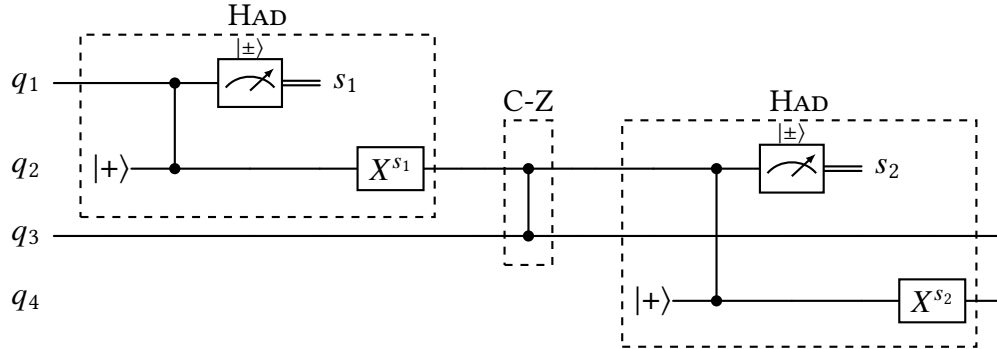 HAD
|±⟩
q₁ s₁
C-Z
HAD
|±⟩
q₂ |+⟩ X^{s₁} s₂
q₃
q₄ |+⟩ X^{s₂}